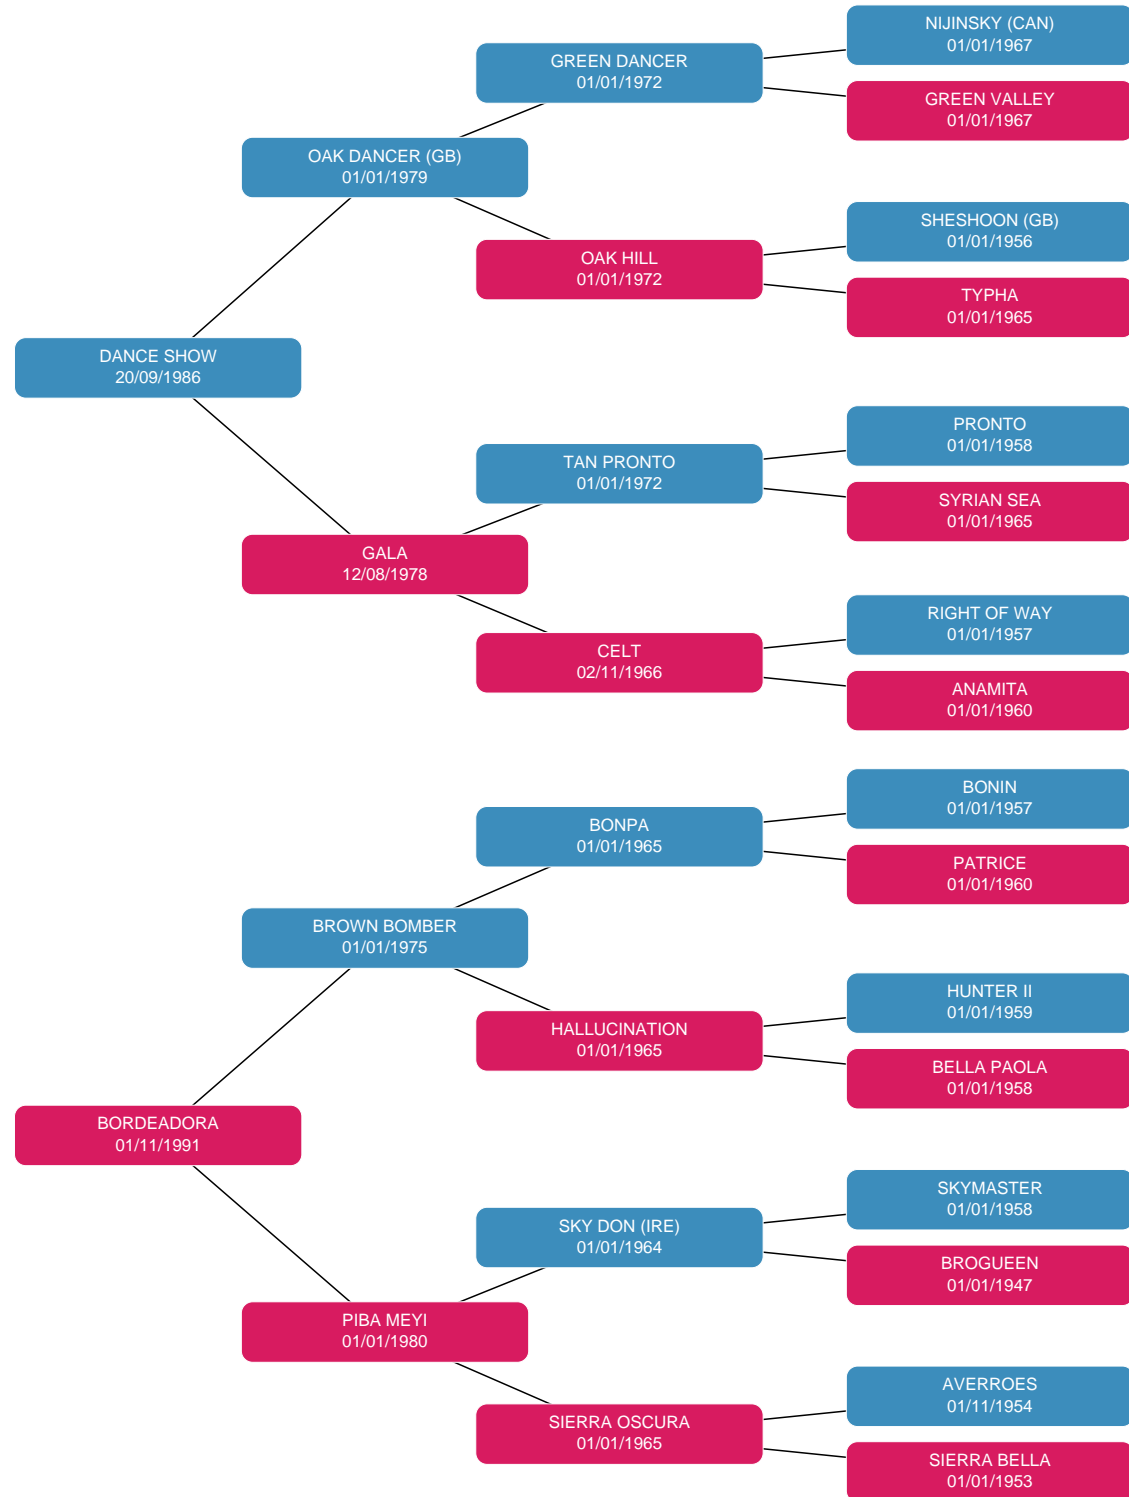 NIJINSKY (CAN)
01/01/1967
GREEN DANCER
01/01/1972
GREEN VALLEY
01/01/1967
OAK DANCER (GB)
01/01/1979
SHESHOON (GB)
01/01/1956
OAK HILL
01/01/1972
TYPHA
01/01/1965
DANCE SHOW
20/09/1986
PRONTO
01/01/1958
TAN PRONTO
01/01/1972
SYRIAN SEA
01/01/1965
GALA
12/08/1978
RIGHT OF WAY
01/01/1957
CELT
02/11/1966
ANAMITA
01/01/1960
BONIN
01/01/1957
BONPA
01/01/1965
PATRICE
01/01/1960
BROWN BOMBER
01/01/1975
HUNTER II
01/01/1959
HALLUCINATION
01/01/1965
BELLA PAOLA
01/01/1958
BORDEADORA
01/11/1991
SKYMASTER
01/01/1958
SKY DON (IRE)
01/01/1964
BROGUEEN
01/01/1947
PIBA MEYI
01/01/1980
AVERROES
01/11/1954
SIERRA OSCURA
01/01/1965
SIERRA BELLA
01/01/1953